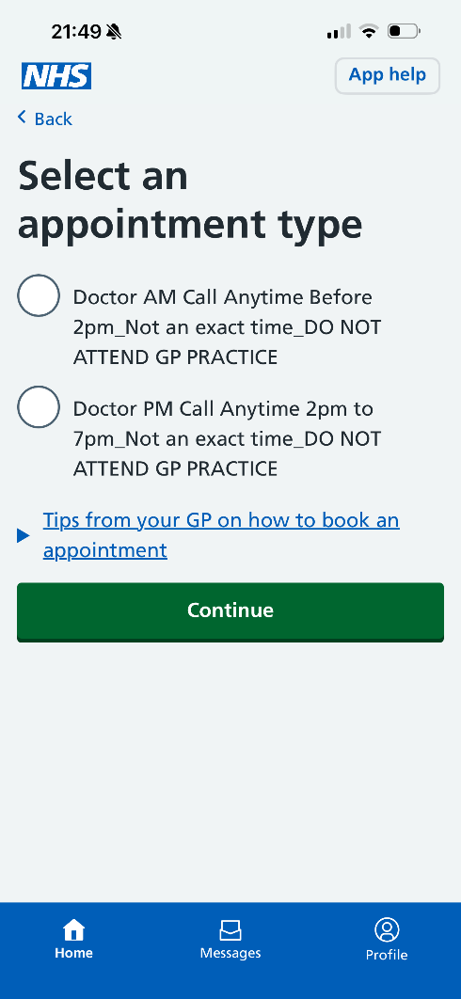 21:49
NHS
App help
Back
Select an
appointment type
Doctor AM Call Anytime Before
2pm_Not an exact time_DO NOT
ATTEND GP PRACTICE
Doctor PM Call Anytime 2pm to
7pm_Not an exact time_DO NOT
ATTEND GP PRACTICE
Tips from your GP on how to book an
appointment
Continue
Home
Messages
Profile